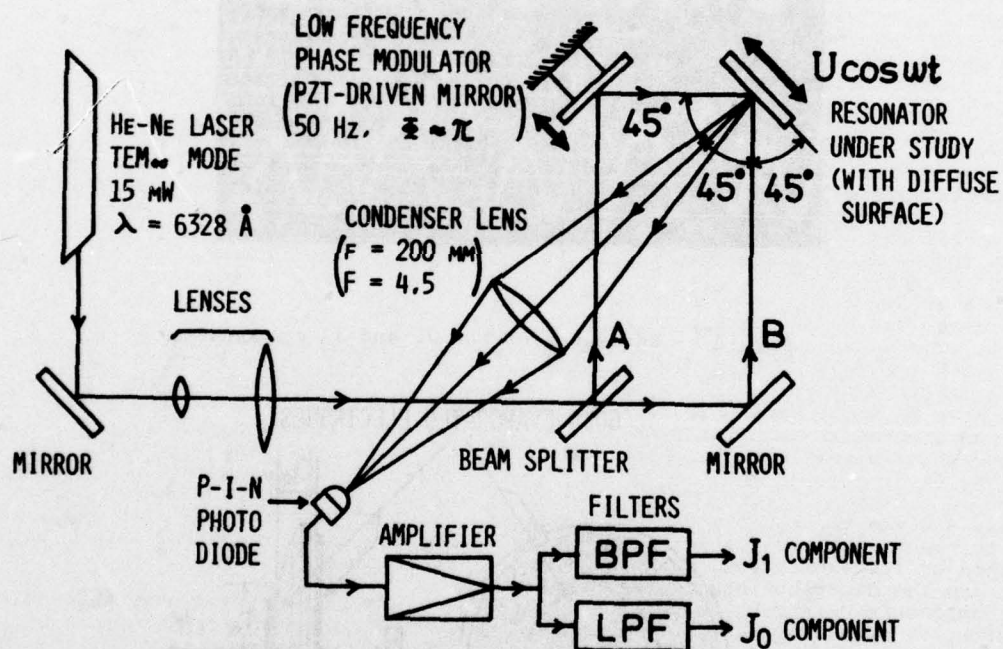 LOW FREQUENCY
PHASE MODULATOR
(PZT-DRIVEN MIRROR)
50 Hz, Φ ≈ π
HE-NE LASER
TEM₀₀ MODE
15 MW
λ = 6328 Å
Ucosωt
RESONATOR
UNDER STUDY
(WITH DIFFUSE
SURFACE)
45°
45°
45°
CONDENSER LENS
(F = 200 MM)
F = 4.5
LENSES
A
B
MIRROR
BEAM SPLITTER
MIRROR
P-I-N
PHOTO
DIODE
AMPLIFIER
FILTERS
BPF
J₁ COMPONENT
LPF
J₀ COMPONENT